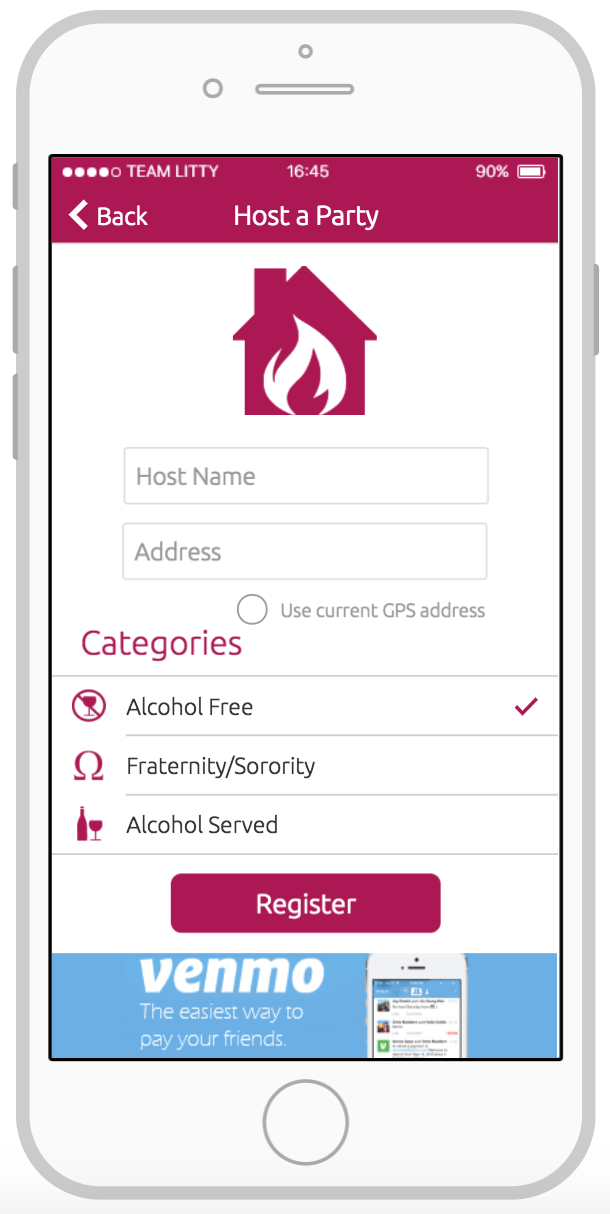 TEAM LITTY 16:45 90%
Back Host a Party
Host Name
Address
Use current GPS address
Categories
Alcohol Free
Ω Fraternity/Sorority
Alcohol Served
Register
venmo
The easiest way to
pay your friends.